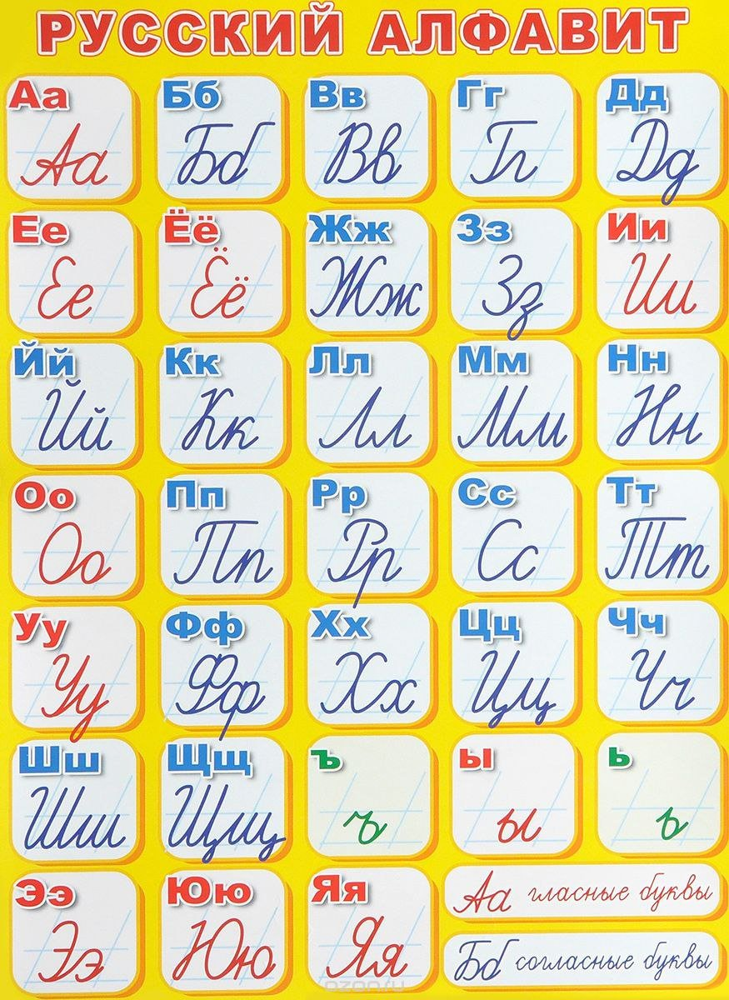 РУССКИЙ АЛФАВИТ
Аа Бб Вв Гг Дд
Аа Бб Вв Гг Дд
Ее Ёё Жж Зз Ии
Ее Ёё Жж Зз Ии
Йй Кк Лл Мм Нн
Йй Кк Лл Мм Нн
Оо Пп Рр Сс Тт
Оо Пп Рр Сс Тт
Уу Фф Хх Цц Чч
Уу Фф Хх Цц Чч
Шш Щщ ъ ы ь
Шш Щщ ъ ы ь
Ээ Юю Яя
Ээ Юю Яя
Аа гласные буквы
Бб согласные буквы
ozon.ru